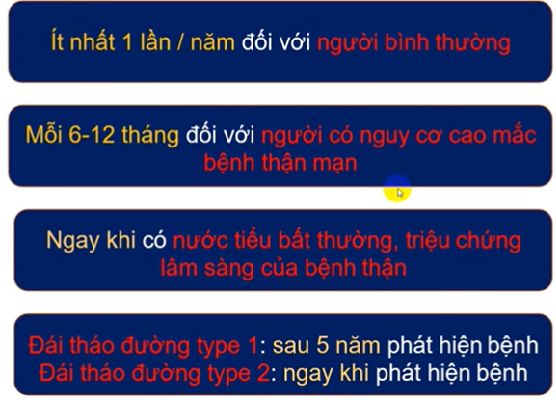 Ít nhất 1 lần / năm đối với người bình thường
Mỗi 6-12 tháng đối với người có nguy cơ cao mắc
bệnh thận mạn
Ngay khi có nước tiểu bất thường, triệu chứng
lâm sàng của bệnh thận
Đái tháo đường type 1: sau 5 năm phát hiện bệnh
Đái tháo đường type 2: ngay khi phát hiện bệnh